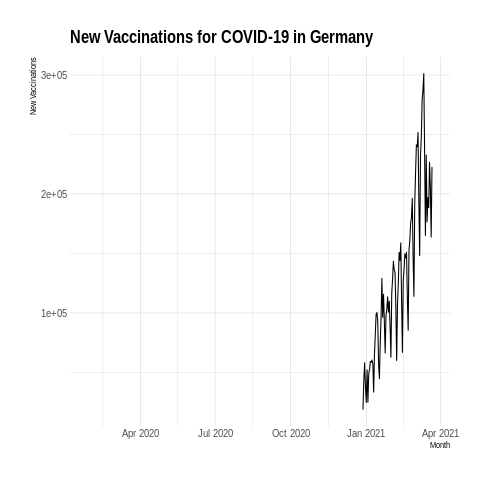 New Vaccinations for COVID-19 in Germany
New Vaccinations
3e+05
2e+05
1e+05
Apr 2020 Jul 2020 Oct 2020 Jan 2021 Apr 2021
Month